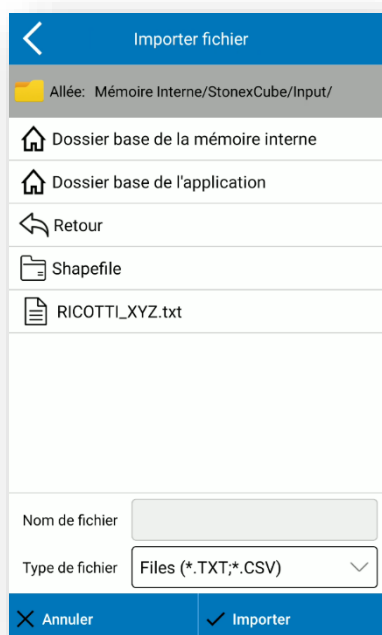 Importer fichier
Allée: Mémoire Interne/StonexCube/Input/
Dossier base de la mémoire interne
Dossier base de l'application
Retour
Shapefile
RICOTTI_XYZ.txt
Nom de fichier
Type de fichier Files (*.TXT;*.CSV)
Annuler Importer